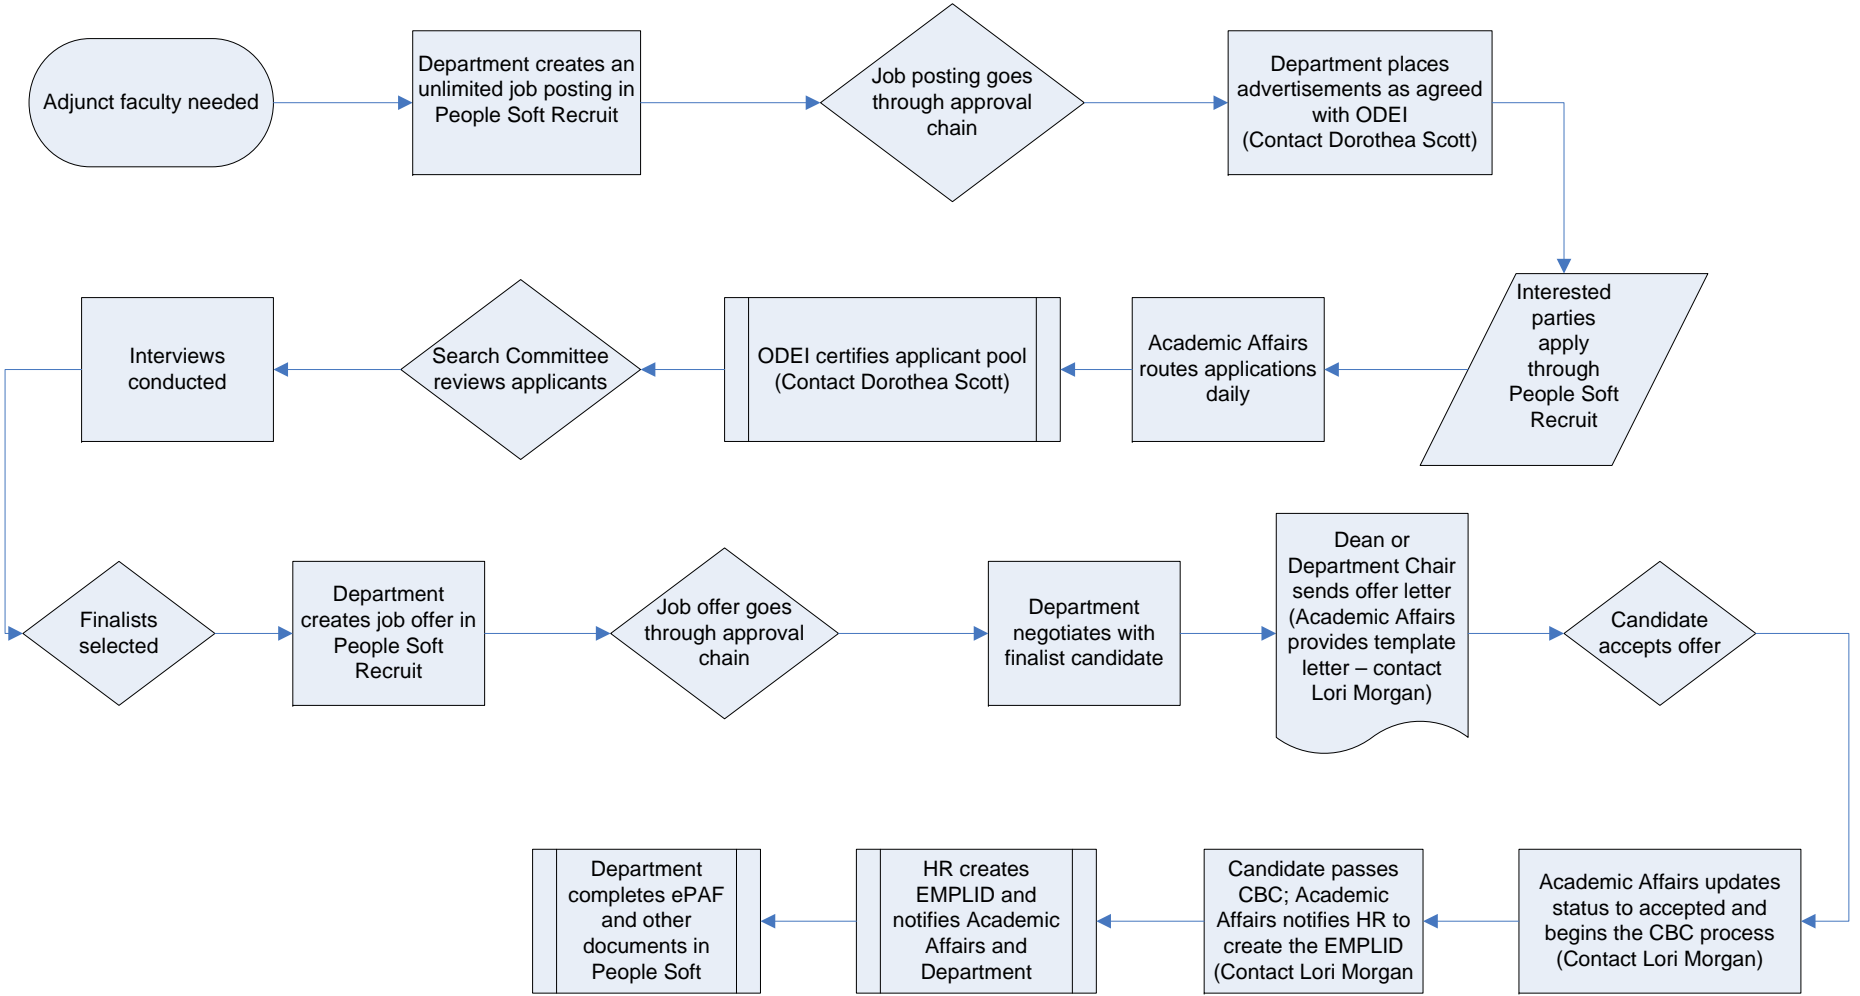 Adjunct faculty needed
Department creates an
unlimited job posting in
People Soft Recruit
Job posting goes
through approval
chain
Department places
advertisements as agreed
with ODEI
(Contact Dorothea Scott)
Interested
parties
apply
through
People Soft
Recruit
Academic Affairs
routes applications
daily
ODEI certifies applicant pool
(Contact Dorothea Scott)
Search Committee
reviews applicants
Interviews
conducted
Finalists
selected
Department
creates job offer in
People Soft
Recruit
Job offer goes
through approval
chain
Department
negotiates with
finalist candidate
Dean or
Department Chair
sends offer letter
(Academic Affairs
provides template
letter – contact
Lori Morgan)
Candidate
accepts offer
Academic Affairs updates
status to accepted and
begins the CBC process
(Contact Lori Morgan)
Candidate passes
CBC; Academic
Affairs notifies HR to
create the EMPLID
(Contact Lori Morgan
HR creates
EMPLID and
notifies Academic
Affairs and
Department
Department
completes ePAF
and other
documents in
People Soft